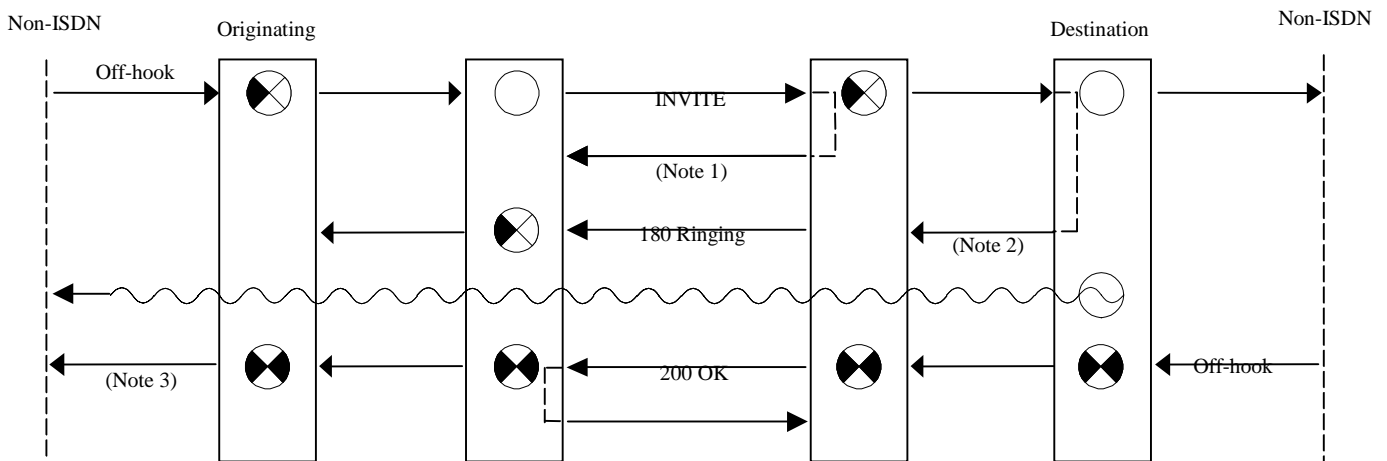 Non-ISDN
Originating
Destination
Non-ISDN
Off-hook
INVITE
(Note 1)
180 Ringing
(Note 2)
(Note 3)
200 OK
Off-hook